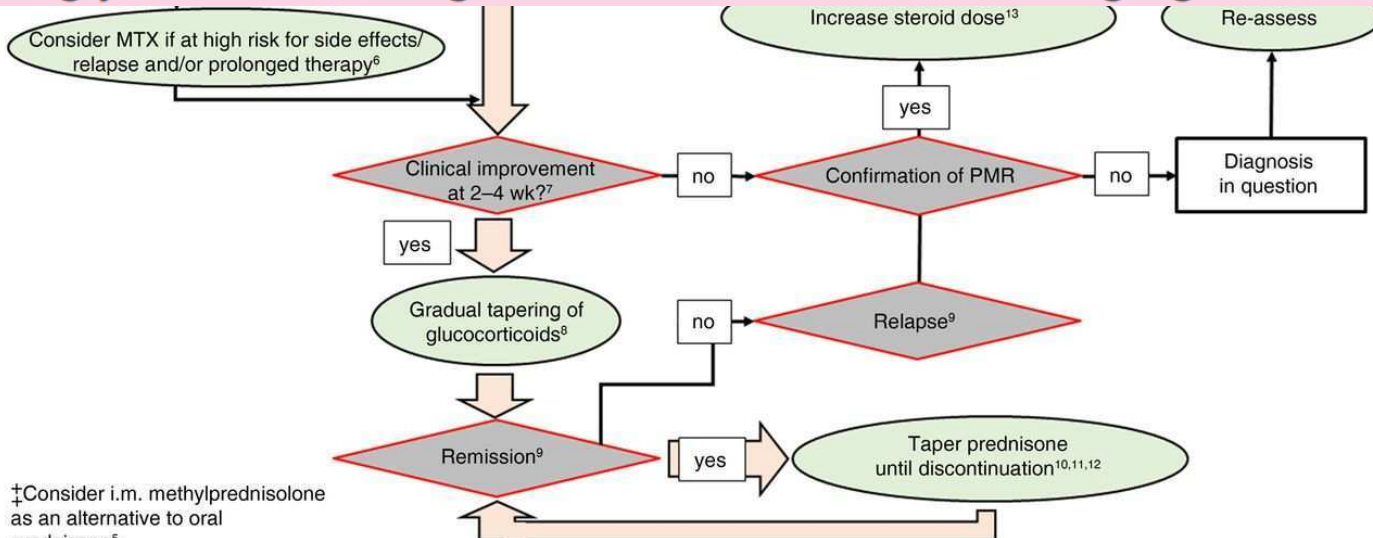 Consider MTX if at high risk for side effects/
relapse and/or prolonged therapy⁶
Increase steroid dose¹³
Re-assess
yes
Clinical improvement
at 2–4 wk?⁷
no
Confirmation of PMR
no
Diagnosis
in question
yes
Gradual tapering of
glucocorticoids⁸
no
Relapse⁹
Remission⁹
yes
Taper prednisone
until discontinuation¹⁰,¹¹,¹²
‡Consider i.m. methylprednisolone
as an alternative to oral